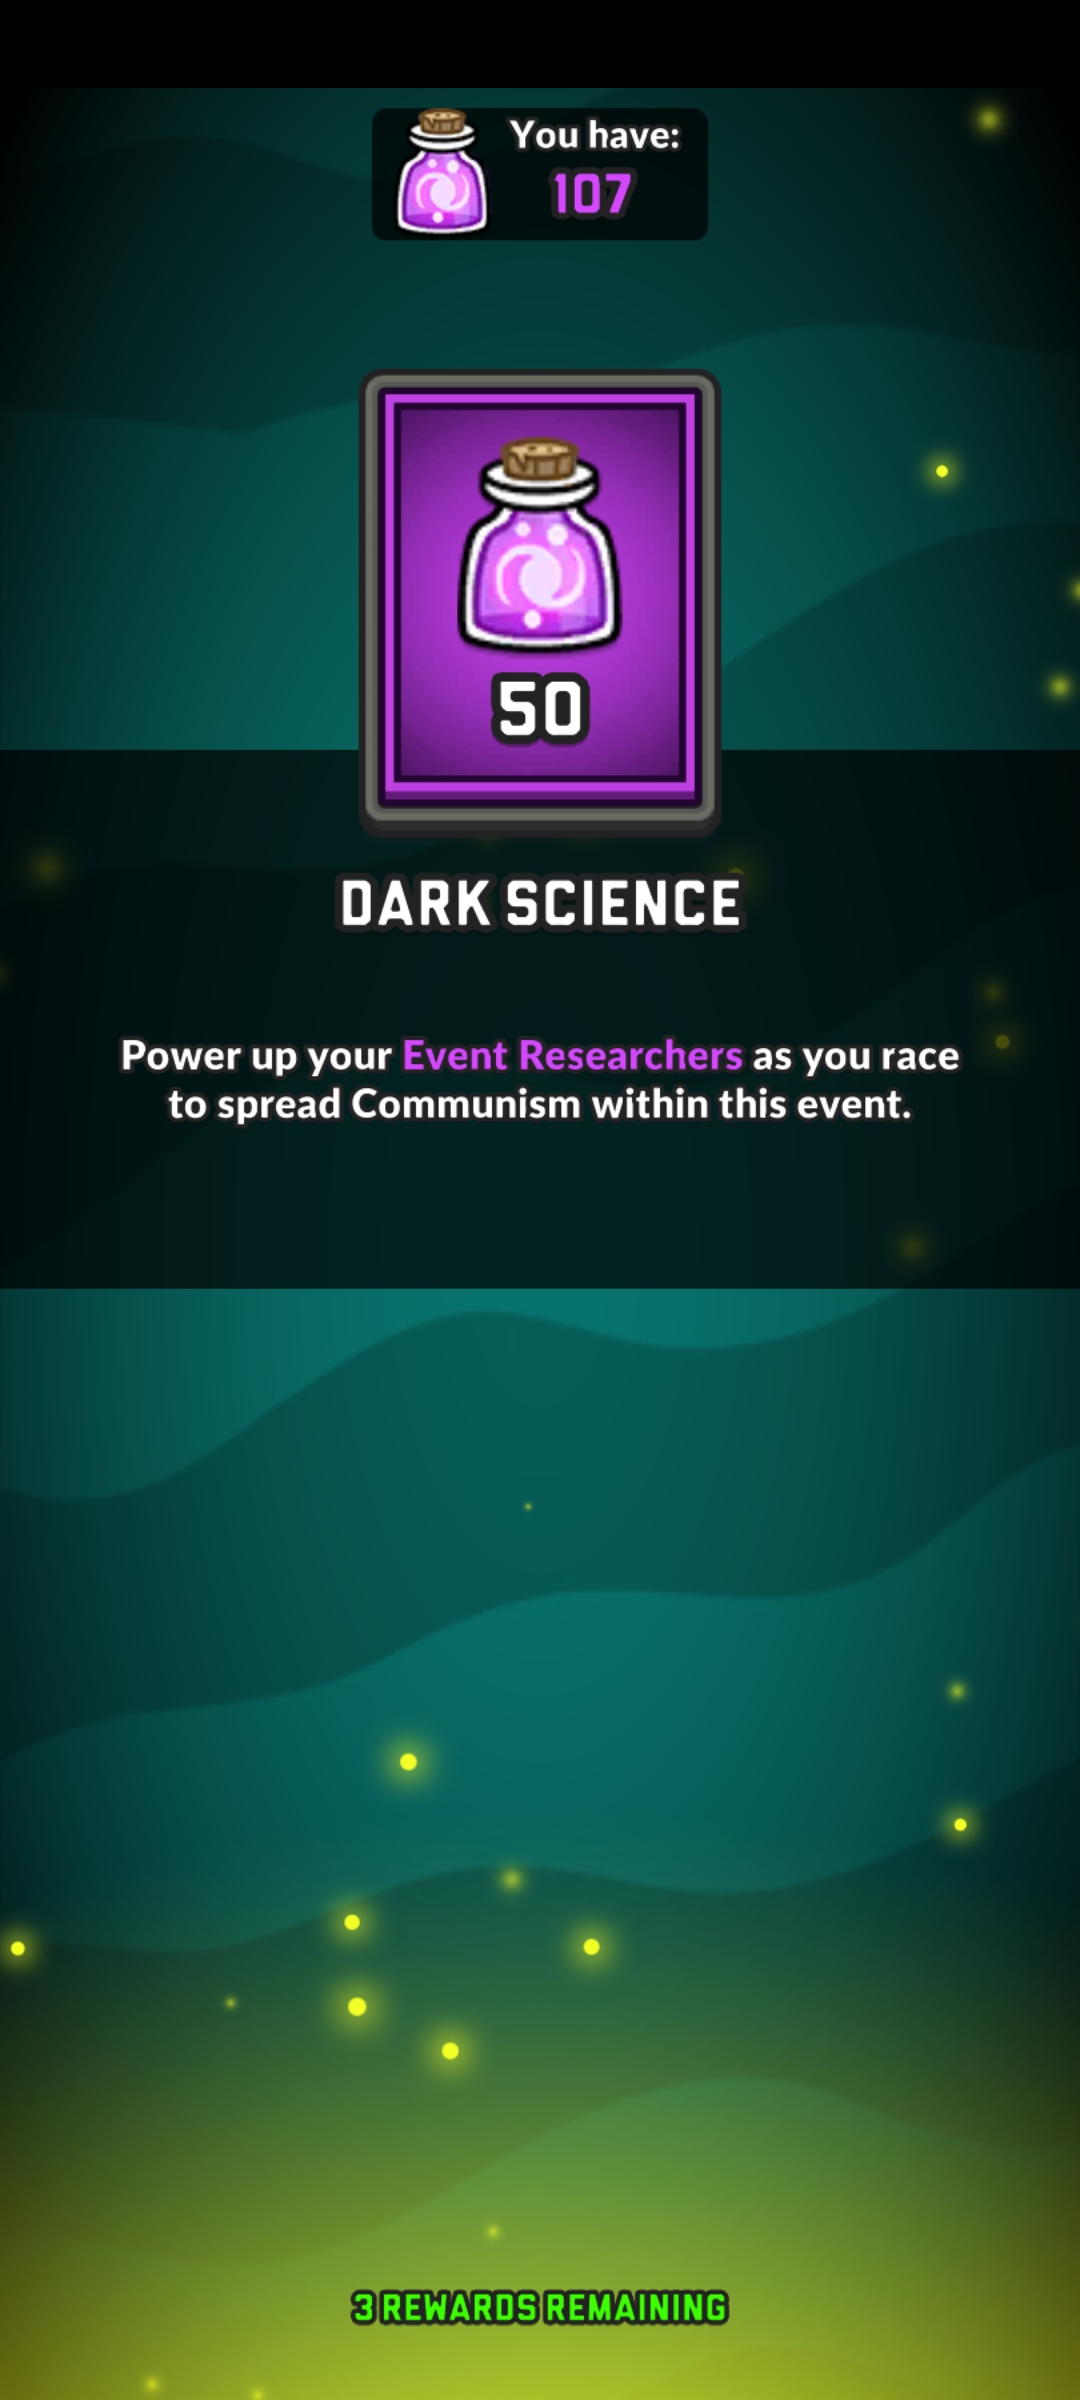 You have:
107
50
DARK SCIENCE
Power up your Event Researchers as you race
to spread Communism within this event.
3 REWARDS REMAINING